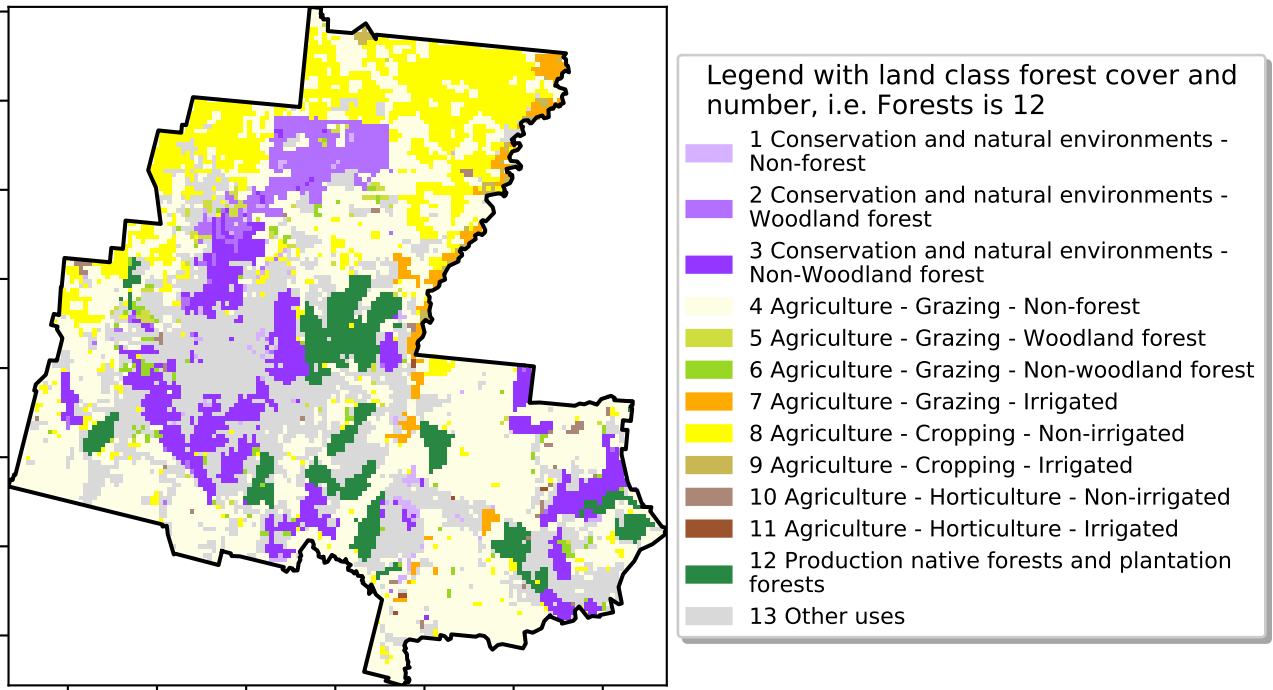 Legend with land class forest cover and
number, i.e. Forests is 12
1 Conservation and natural environments -
Non-forest
2 Conservation and natural environments -
Woodland forest
3 Conservation and natural environments -
Non-Woodland forest
4 Agriculture - Grazing - Non-forest
5 Agriculture - Grazing - Woodland forest
6 Agriculture - Grazing - Non-woodland forest
7 Agriculture - Grazing - Irrigated
8 Agriculture - Cropping - Non-irrigated
9 Agriculture - Cropping - Irrigated
10 Agriculture - Horticulture - Non-irrigated
11 Agriculture - Horticulture - Irrigated
12 Production native forests and plantation
forests
13 Other uses